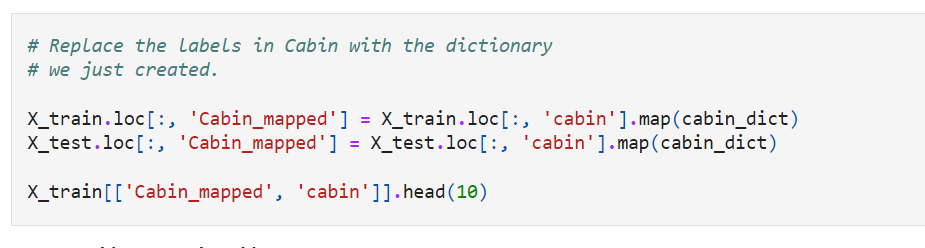 # Replace the labels in Cabin with the dictionary
# we just created.
X_train.loc[:, 'Cabin_mapped'] = X_train.loc[:, 'cabin'].map(cabin_dict)
X_test.loc[:, 'Cabin_mapped'] = X_test.loc[:, 'cabin'].map(cabin_dict)
X_train[['Cabin_mapped', 'cabin']].head(10)